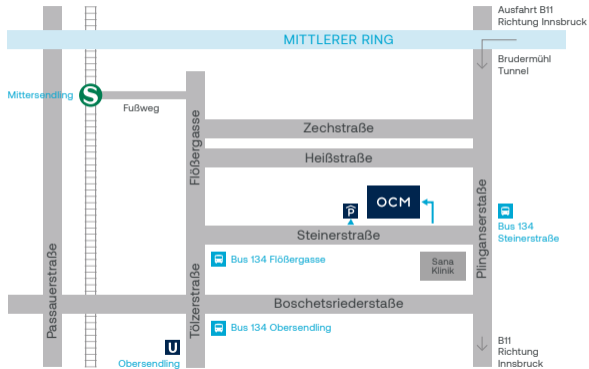 Ausfahrt B11
Richtung Innsbruck
MITTLERER RING
Brudermühl
Tunnel
Mittersendling
S
Fußweg
Flößergasse
Zechstraße
Heißstraße
P
OCM
Plinganserstaße
Bus 134
Steinerstraße
Steinerstraße
Bus 134 Flößergasse
Sana
Klinik
Passauerstraße
Tölzerstraße
Boschetsriederstaße
Bus 134 Obersendling
U
Obersendling
B11
Richtung
Innsbruck